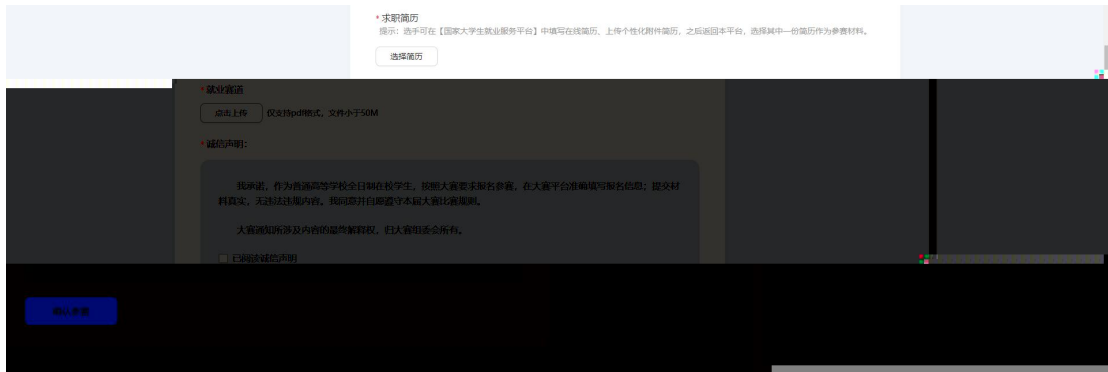 * 求职简历
提示：选手可在【国家大学生就业服务平台】中填写在线简历、上传个性化附件简历，之后返回本平台，选择其中一份简历作为参赛材料。
选择简历
* 就业赛道
点击上传 仅支持pdf格式，文件小于50M
* 诚信声明：
我承诺，作为普通高等学校全日制在校学生，按照大赛要求报名参赛，在大赛平台准确填写报名信息；提交材
料真实，无违法违规内容。我同意并自愿遵守本届大赛比赛规则。
大赛通知所涉及内容的最终解释权，归大赛组委会所有。
已阅读诚信声明